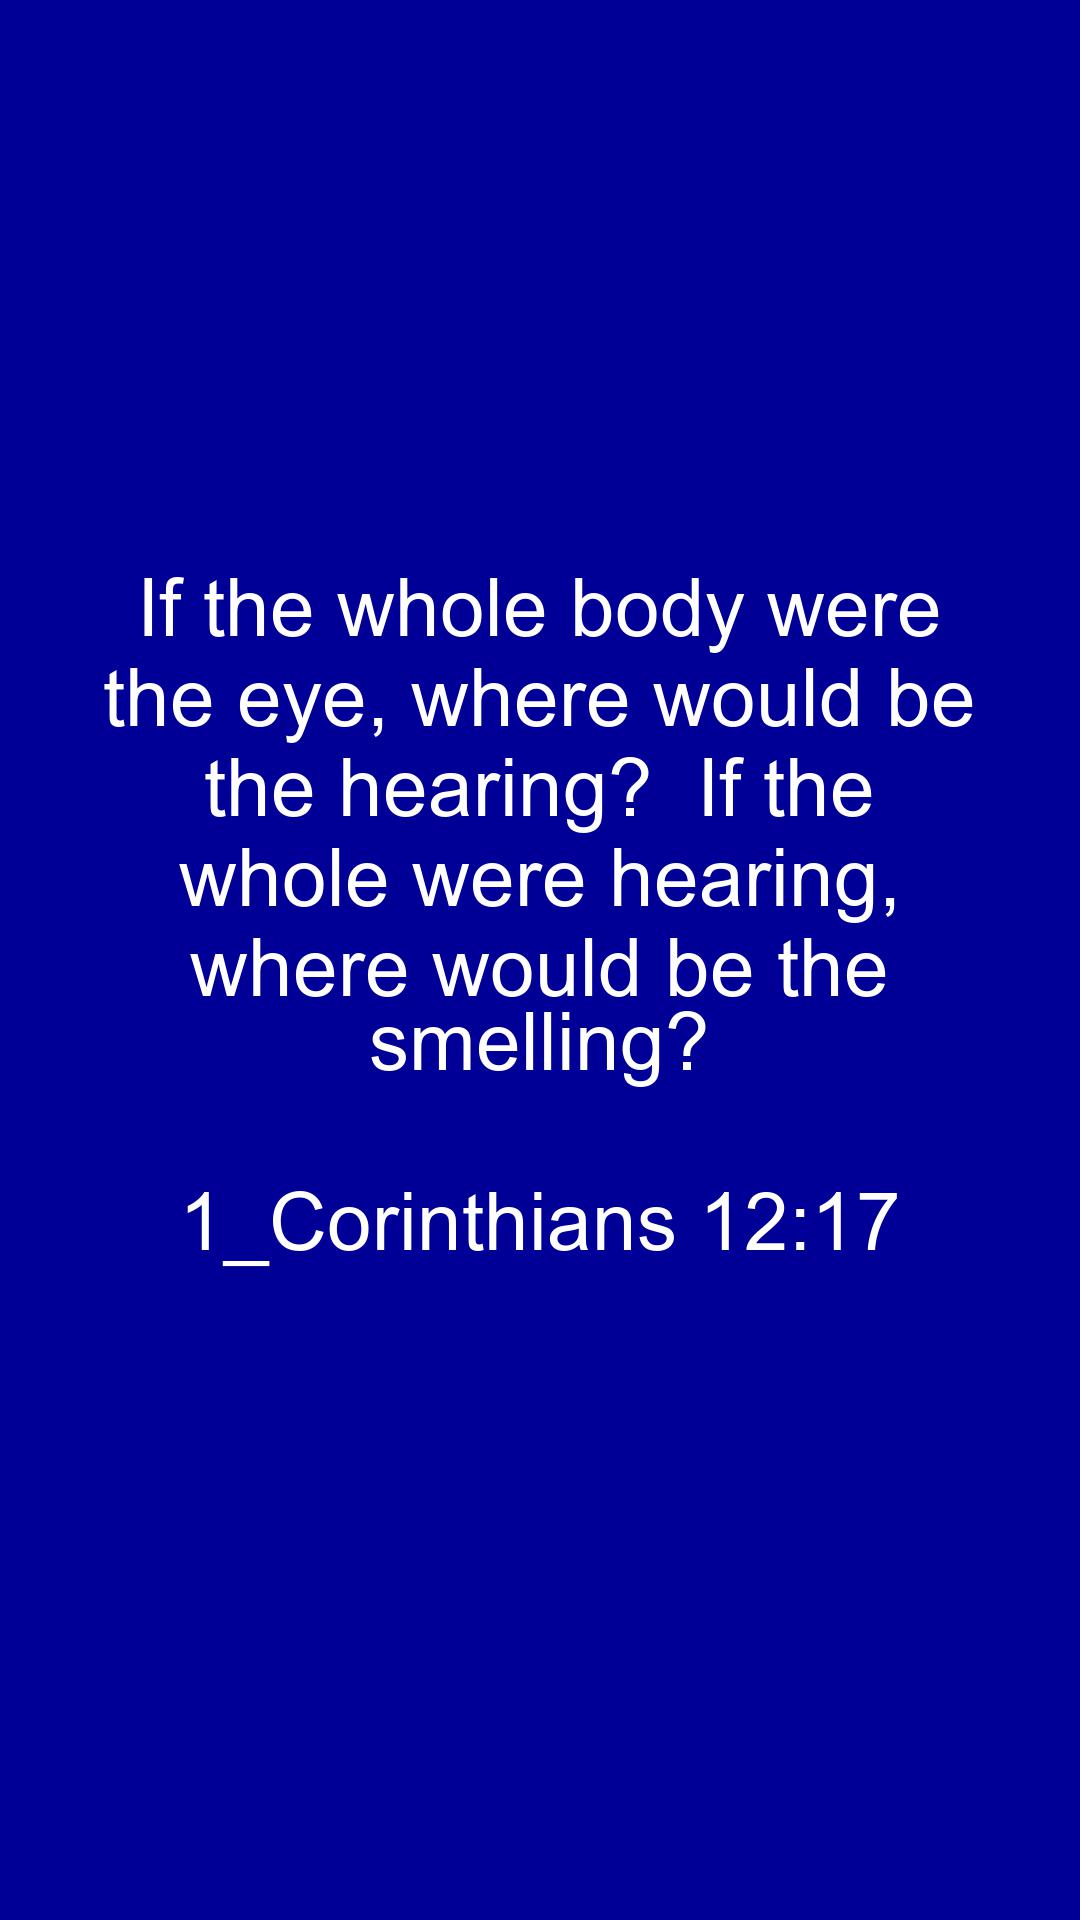 If the whole body were
the eye, where would be
the hearing?  If the
whole were hearing,
where would be the
smelling?
1_Corinthians 12:17